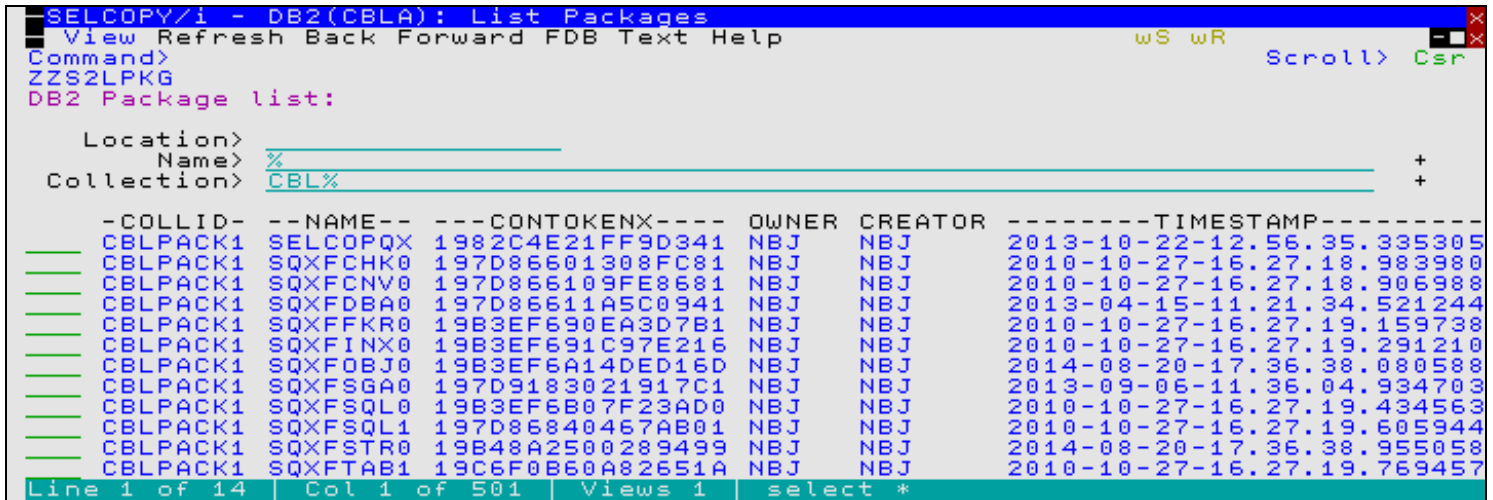 SELCOPY/i - DB2(CBLA): List Packages
View Refresh Back Forward FDB Text Help wS wR
Command> Scroll> Csr
ZZS2LPKG
DB2 Package list:
Location>
Name> % +
Collection> CBL% +
-COLLID- --NAME-- ---CONTOKENX---- OWNER CREATOR --------TIMESTAMP---------
CBLPACK1 SELCOPQX 1982C4E21FF9D341 NBJ NBJ 2013-10-22-12.56.35.335305
CBLPACK1 SQXFCHK0 197D86601308FC81 NBJ NBJ 2010-10-27-16.27.18.983980
CBLPACK1 SQXFCNV0 197D866109FE8681 NBJ NBJ 2010-10-27-16.27.18.906988
CBLPACK1 SQXFDBA0 197D86611A5C0941 NBJ NBJ 2013-04-15-11.21.34.521244
CBLPACK1 SQXFFKR0 19B3EF690EA3D7B1 NBJ NBJ 2010-10-27-16.27.19.159738
CBLPACK1 SQXFINX0 19B3EF691C97E216 NBJ NBJ 2010-10-27-16.27.19.291210
CBLPACK1 SQXFOBJ0 19B3EF6A14DED16D NBJ NBJ 2014-08-20-17.36.38.080588
CBLPACK1 SQXFSGA0 197D9183021917C1 NBJ NBJ 2013-09-06-11.36.04.934703
CBLPACK1 SQXFSQL0 19B3EF6B07F23AD0 NBJ NBJ 2010-10-27-16.27.19.434563
CBLPACK1 SQXFSQL1 197D86840467AB01 NBJ NBJ 2010-10-27-16.27.19.605944
CBLPACK1 SQXFSTR0 19B48A2500289499 NBJ NBJ 2014-08-20-17.36.38.955058
CBLPACK1 SQXFTAB1 19C6F0B60A82651A NBJ NBJ 2010-10-27-16.27.19.769457
Line 1 of 14 | Col 1 of 501 | Views 1 | select *